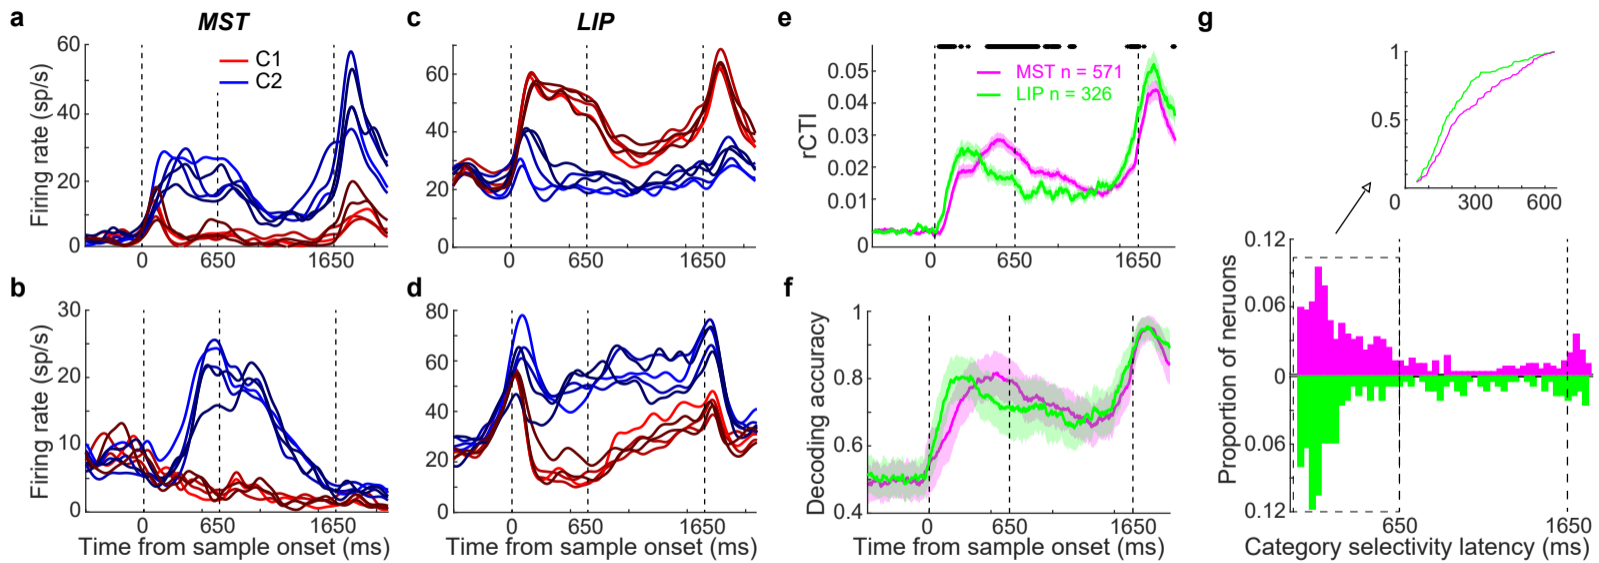 a
MST
60
40
20
0
Firing rate (sp/s)
C1
C2
0
650
1650
b
30
20
10
0
Firing rate (sp/s)
0
650
1650
Time from sample onset (ms)
c
LIP
60
40
20
0
0
650
1650
d
80
60
40
20
0
0
650
1650
Time from sample onset (ms)
e
0.05
0.04
0.03
0.02
0.01
0
rCTI
MST n = 571
LIP n = 326
0
650
1650
f
1
0.8
0.6
0.4
Decoding accuracy
0
650
1650
Time from sample onset (ms)
g
1
0.5
0
300
600
0.12
0.06
0
0.06
0.12
Proportion of nenuons
650
1650
Category selectivity latency (ms)